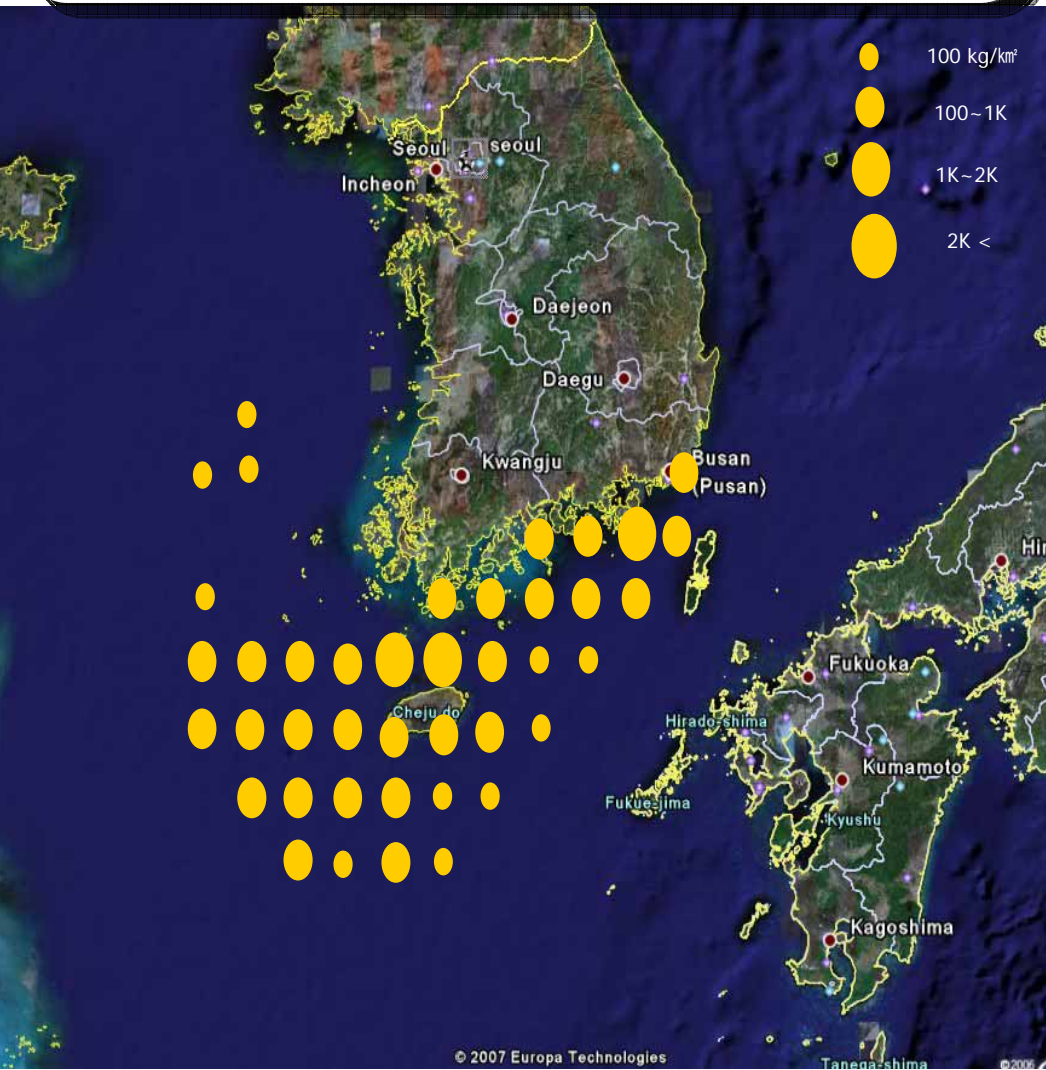 100 kg/㎢
100~1K
1K~2K
2K <
Seoul
seoul
Incheon
Daejeon
Daegu
Kwangju
Busan
(Pusan)
Hir
Fukuoka
Cheju do
Hirado-shima
Kumamoto
Fukue-jima
Kyushu
Kagoshima
© 2007 Europa Technologies
Tanega-shima